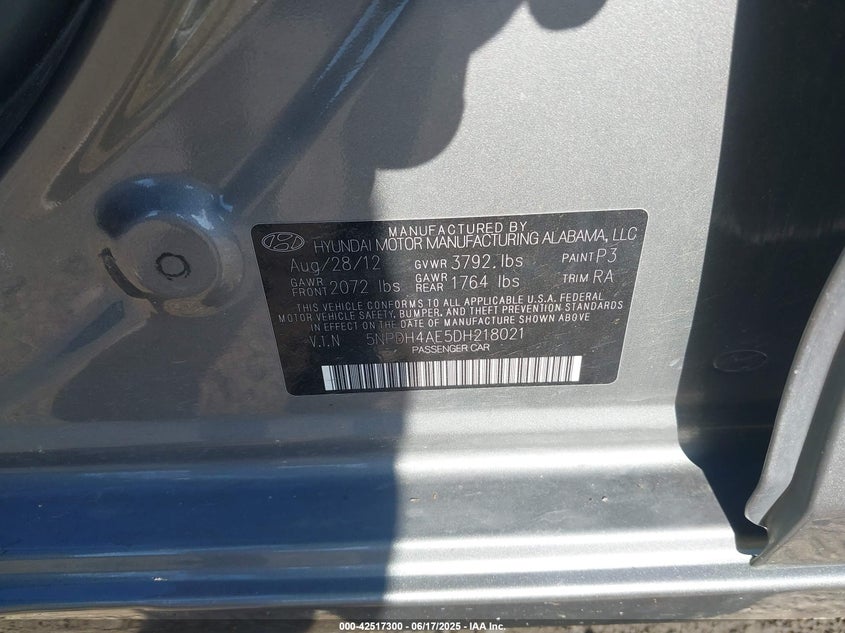 MANUFACTURED BY
HYUNDAI MOTOR MANUFACTURING ALABAMA, LLC
Aug/28/12 GVWR 3792.lbs PAINT P3
GAWR FRONT 2072 lbs GAWR REAR 1764 lbs TRIM RA
THIS VEHICLE CONFORMS TO ALL APPLICABLE U.S.A. FEDERAL
MOTOR VEHICLE SAFETY, BUMPER, AND THEFT PREVENTION STANDARDS
IN EFFECT ON THE DATE OF MANUFACTURE SHOWN ABOVE
V.I.N 5NPDH4AE5DH218021
PASSENGER CAR
000-42517300 - 06/17/2025 - © IAA, Inc.